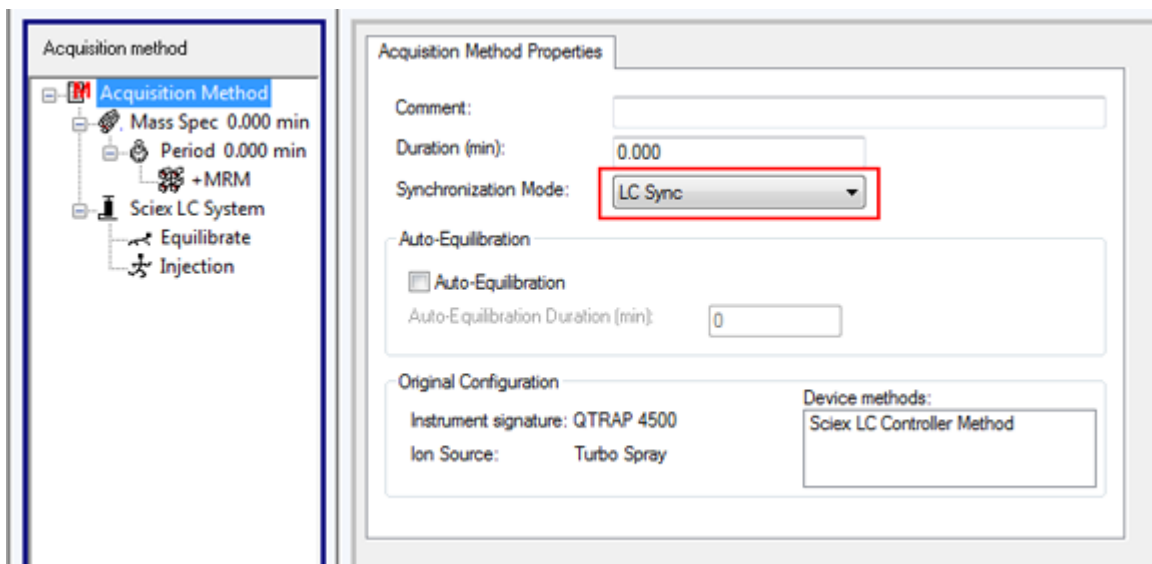 Acquisition method
Acquisition Method
Mass Spec 0.000 min
Period 0.000 min
+MRM
Sciex LC System
Equilibrate
Injection
Acquisition Method Properties
Comment:
Duration (min): 0.000
Synchronization Mode: LC Sync
Auto-Equilibration
Auto-Equilibration
Auto-Equilibration Duration (min): 0
Original Configuration
Instrument signature: QTRAP 4500
Ion Source: Turbo Spray
Device methods:
Sciex LC Controller Method